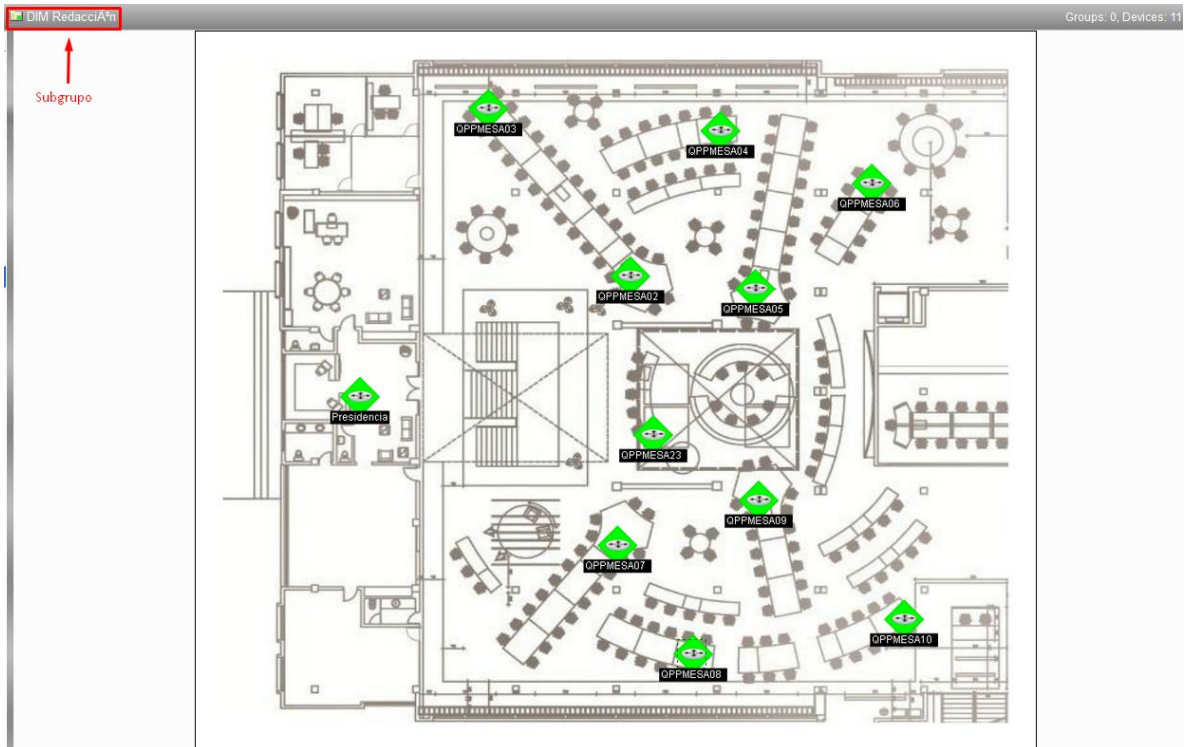 DIM RedacciÃ³n
Groups: 0, Devices: 11
Subgrupo
QPPMESA03
QPPMESA04
QPPMESA06
QPPMESA02
QPPMESA05
Presidencia
QPPMESA23
QPPMESA09
QPPMESA07
QPPMESA10
QPPMESA08